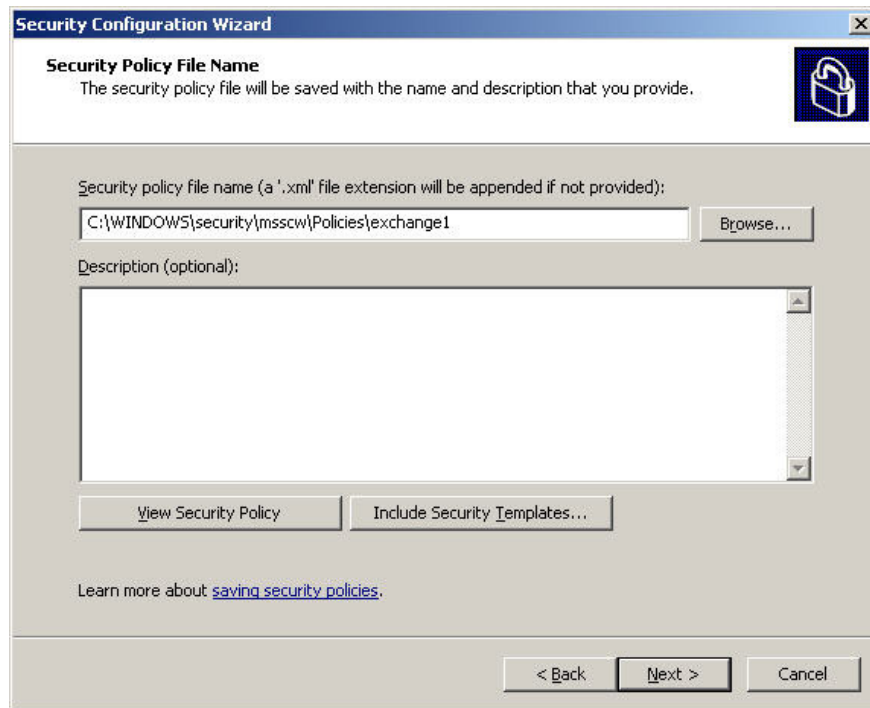 Security Configuration Wizard
Security Policy File Name
The security policy file will be saved with the name and description that you provide.
Security policy file name (a '.xml' file extension will be appended if not provided):
C:\WINDOWS\security\msscw\Policies\exchange1
Browse...
Description (optional):
View Security Policy
Include Security Templates...
Learn more about saving security policies.
< Back
Next >
Cancel